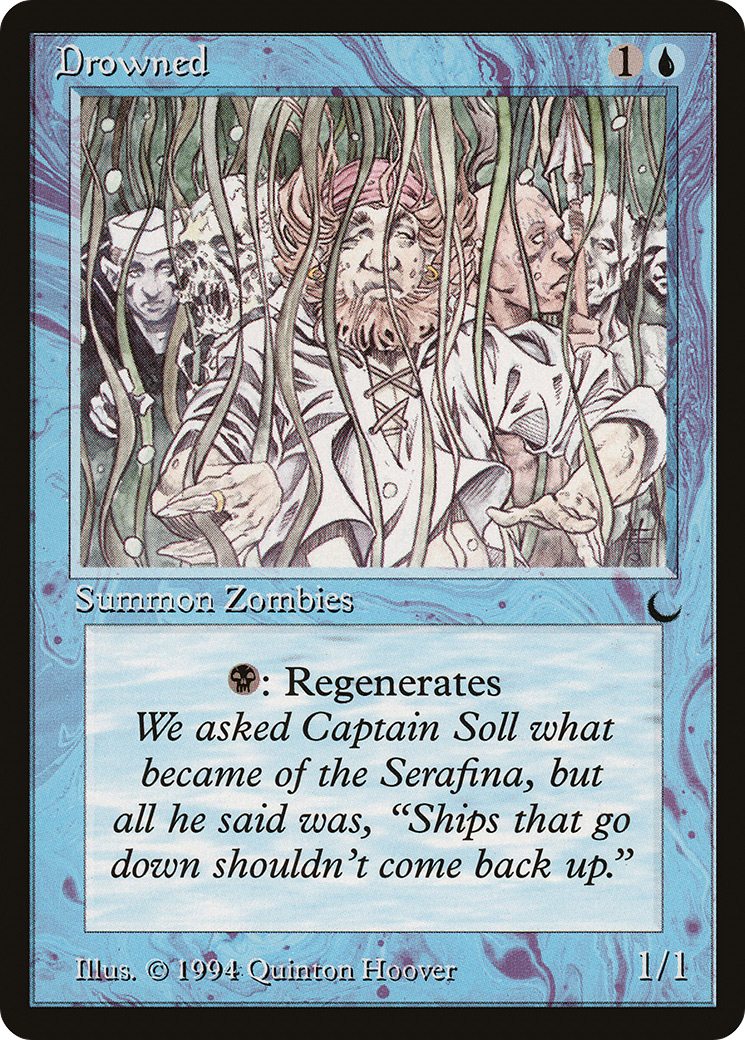 Drowned
1
Summon Zombies
: Regenerates
We asked Captain Soll what
became of the Serafina, but
all he said was, “Ships that go
down shouldn’t come back up.”
Illus. © 1994 Quinton Hoover
1/1